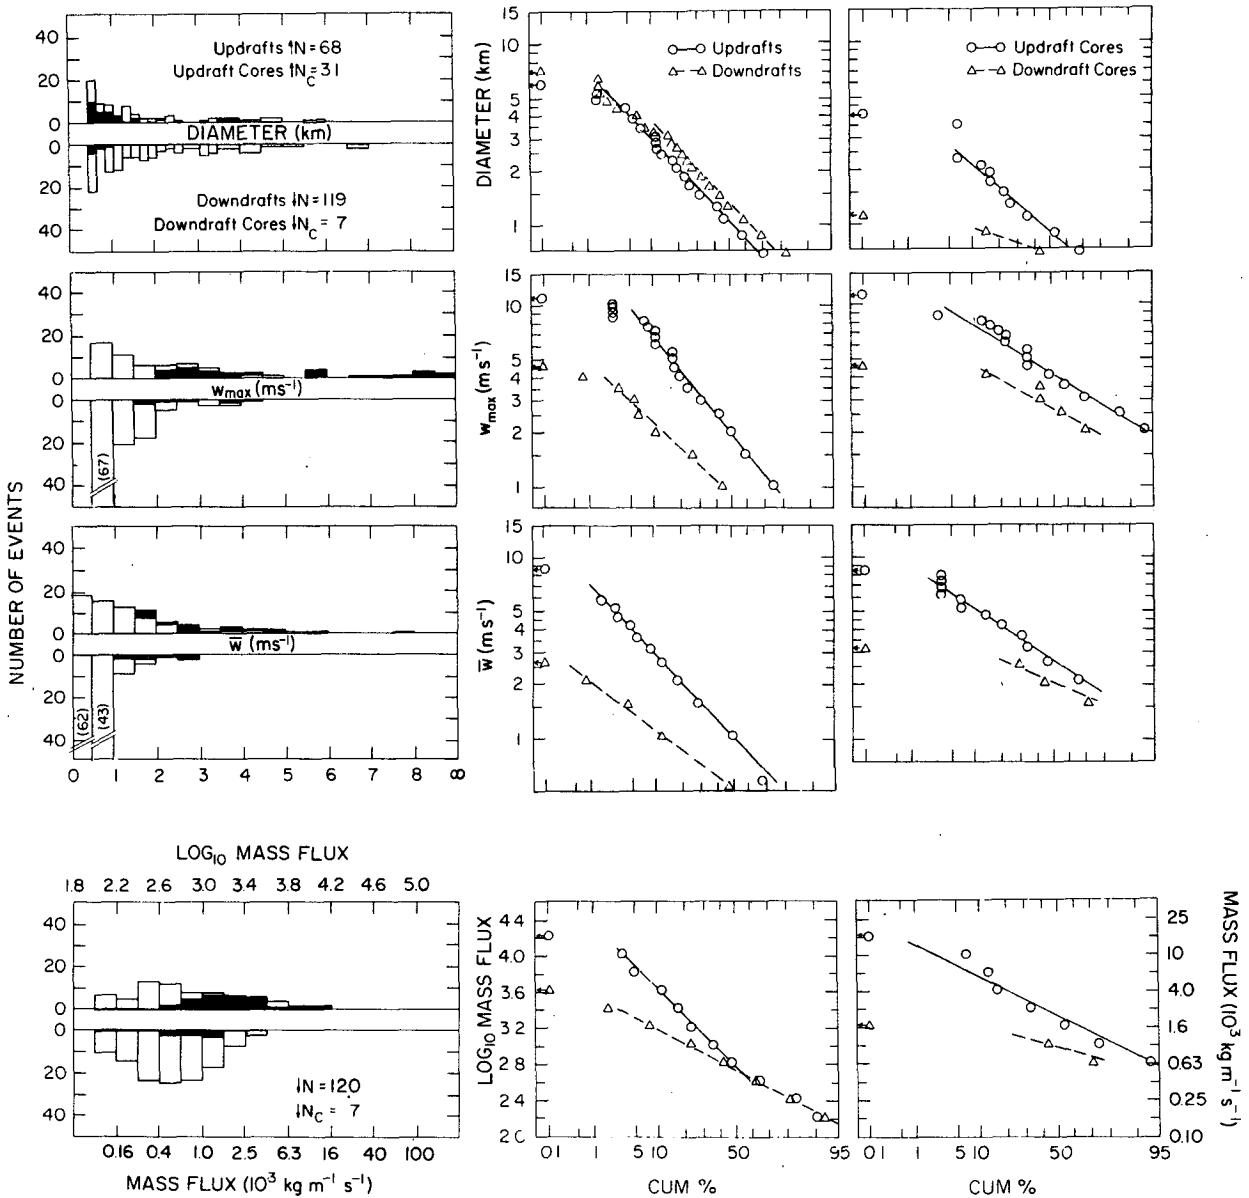 40
20
0
0
20
40
Updrafts ↑N=68
Updraft Cores ↑N_C=31
DIAMETER (km)
Downdrafts ↓N=119
Downdraft Cores ↓N_C=7
15
10
5
4
3
2
1
DIAMETER (km)
Updrafts
Downdrafts
Updraft Cores
Downdraft Cores
NUMBER OF EVENTS
40
20
0
0
20
40
w_max (ms⁻¹)
(67)
15
10
5
4
3
2
1
w_max (ms⁻¹)
40
20
0
0
20
40
w̅ (ms⁻¹)
(62)
(43)
0 1 2 3 4 5 6 7 8 ∞
15
10
5
4
3
2
1
w̅ (ms⁻¹)
LOG₁₀ MASS FLUX
1.8 2.2 2.6 3.0 3.4 3.8 4.2 4.6 5.0
40
20
0
0
20
40
↓N=120
↓N_C = 7
0.16 0.4 1.0 2.5 6.3 16 40 100
MASS FLUX (10³ kg m⁻¹ s⁻¹)
4.4
4.0
3.6
3.2
2.8
2.4
2.0
LOG₁₀ MASS FLUX
01 1 5 10 50 95
CUM %
01 1 5 10 50 95
CUM %
25
10
4.0
1.6
0.63
0.25
0.10
MASS FLUX (10³ kg m⁻¹ s⁻¹)